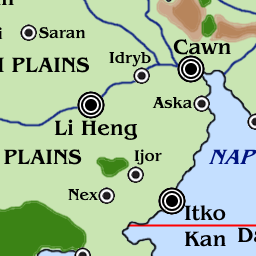 i
Saran
Cawn
Idryb
I PLAINS
Aska
Li Heng
PLAINS
Ijor
NAP
Nex
Itko
Kan
Da